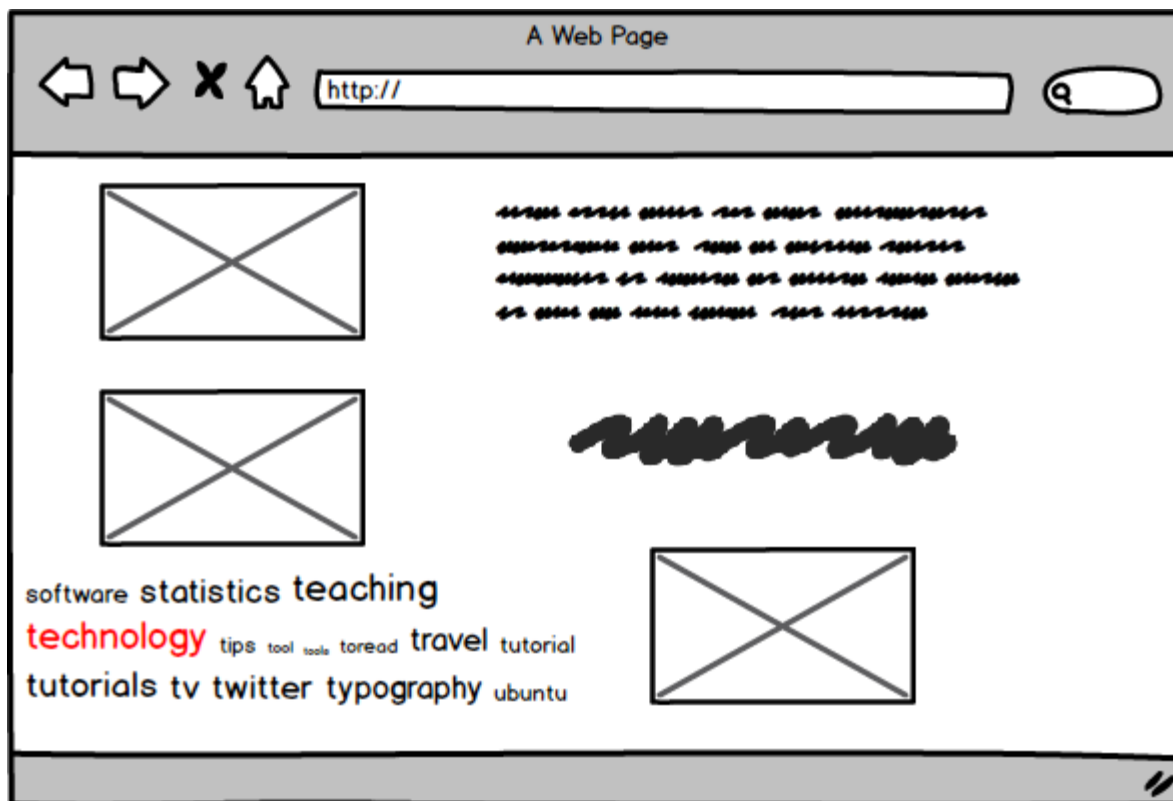 A Web Page
http://
software statistics teaching
technology tips tool tools toread travel tutorial
tutorials tv twitter typography ubuntu